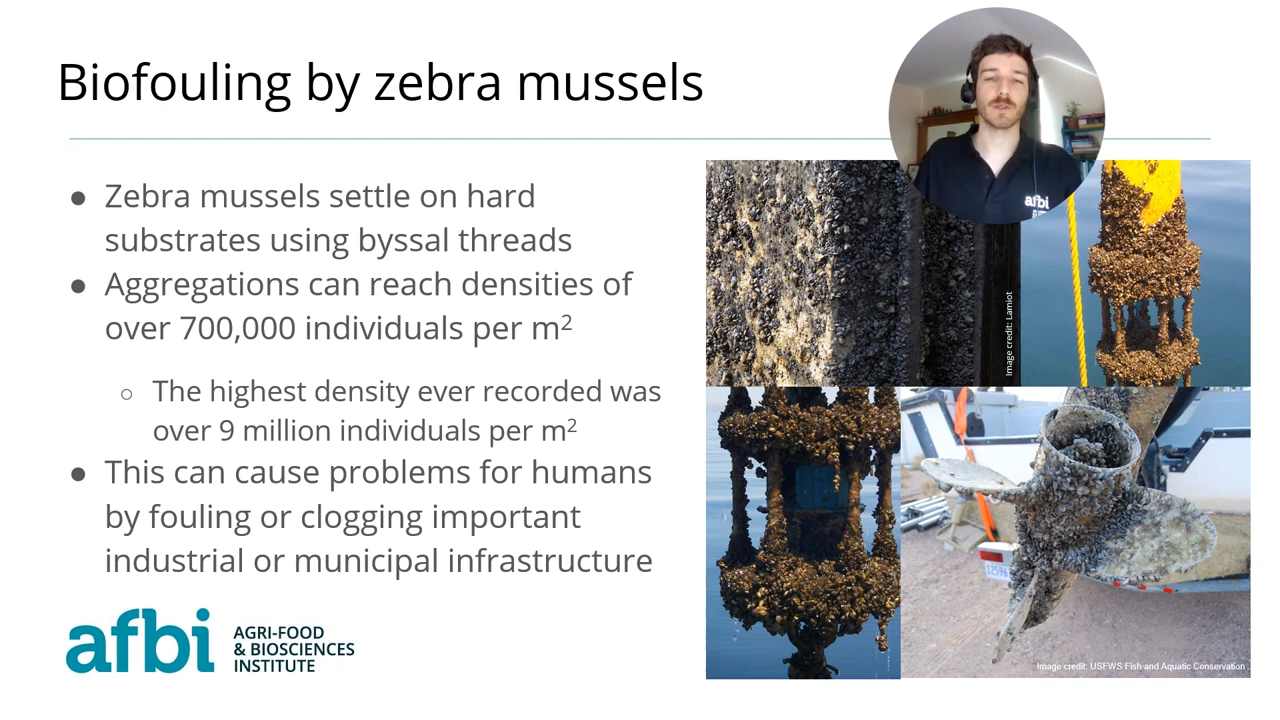 Biofouling by zebra mussels
● Zebra mussels settle on hard
substrates using byssal threads
● Aggregations can reach densities of
over 700,000 individuals per m²
○ The highest density ever recorded was
over 9 million individuals per m²
● This can cause problems for humans
by fouling or clogging important
industrial or municipal infrastructure
afbi
AGRI-FOOD
& BIOSCIENCES
INSTITUTE
afbi
Image credit: Lamiot
Image credit: USFWS Fish and Aquatic Conservation